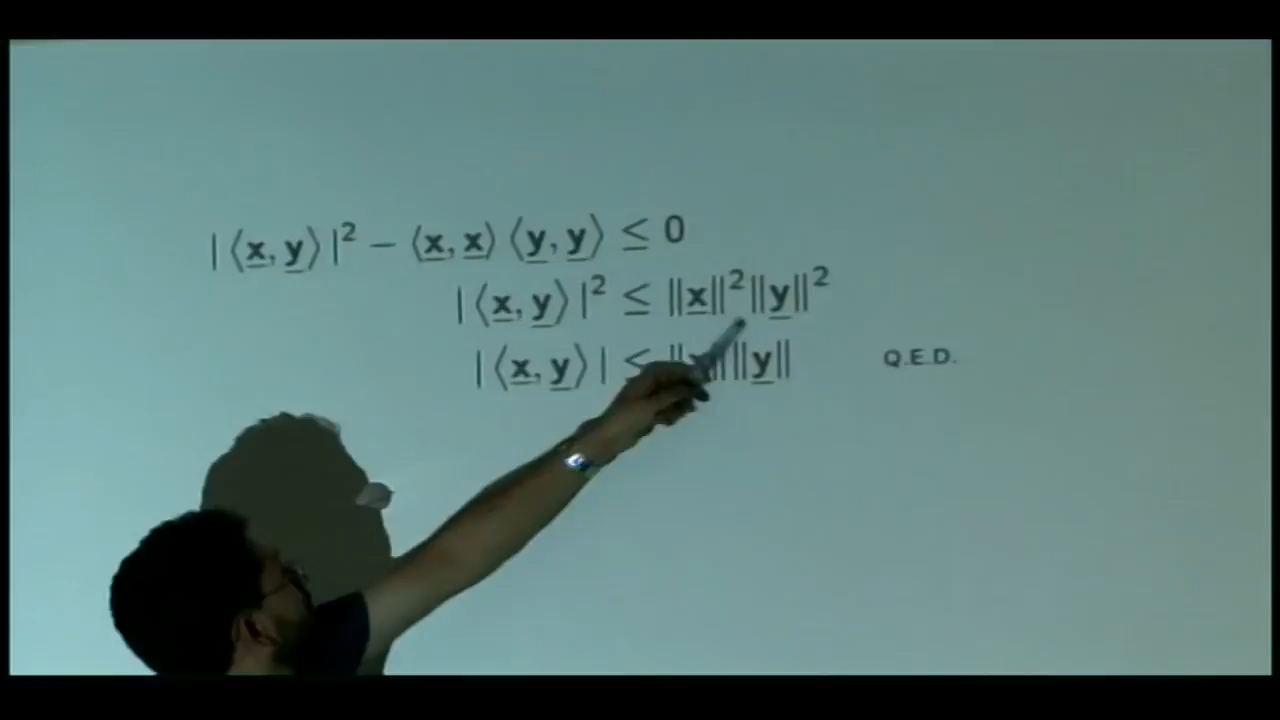 |⟨x, y⟩|² − ⟨x, x⟩ ⟨y, y⟩ ≤ 0
|⟨x, y⟩|² ≤ ‖x‖²‖y‖²
|⟨x, y⟩| ≤ ‖x‖‖y‖ Q.E.D.